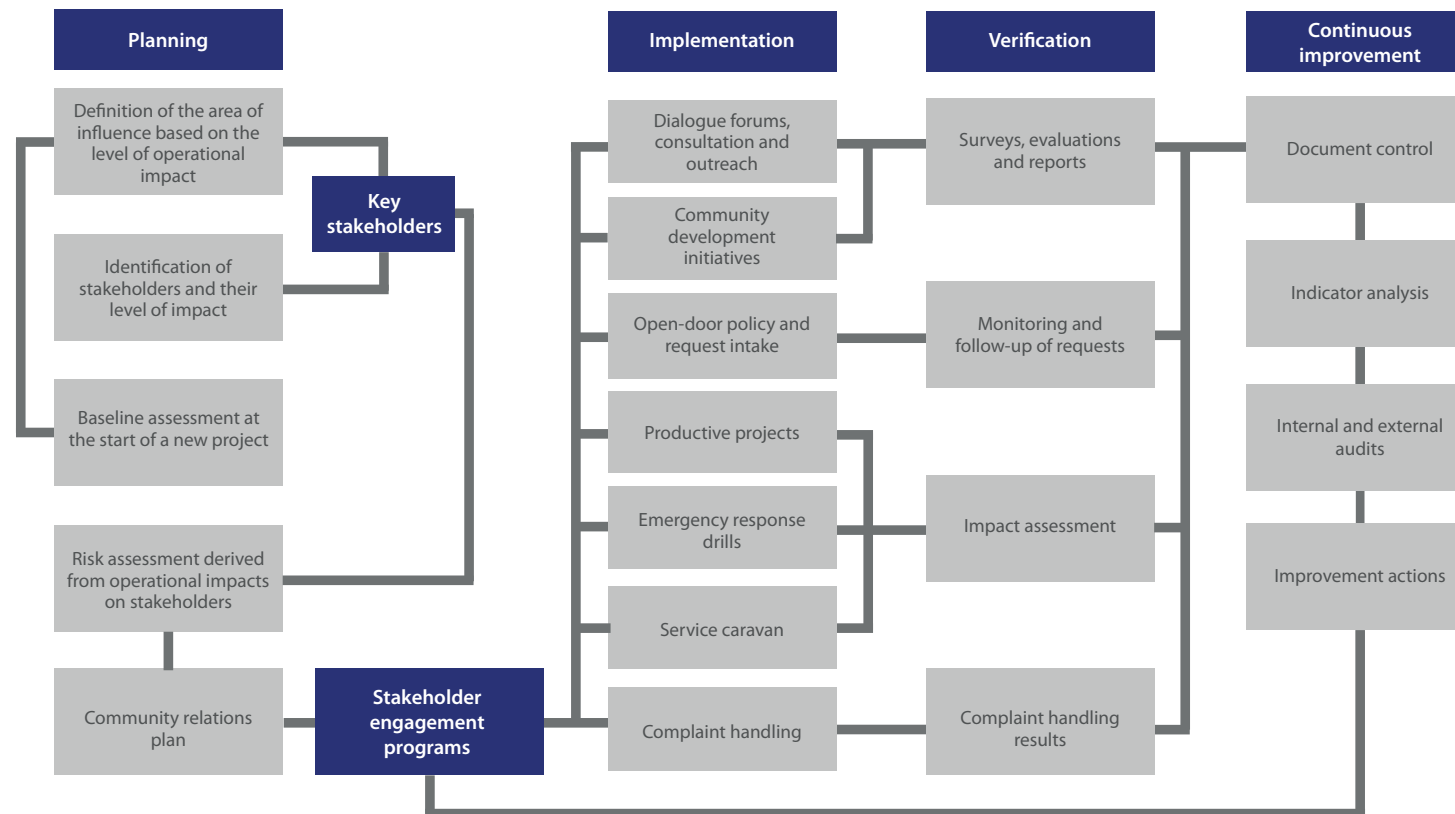 Planning
Definition of the area of
influence based on the
level of operational
impact
Identification of
stakeholders and their
level of impact
Baseline assessment at
the start of a new project
Risk assessment derived
from operational impacts
on stakeholders
Community relations
plan
Key
stakeholders
Stakeholder
engagement
programs
Implementation
Dialogue forums,
consultation and
outreach
Community
development
initiatives
Open-door policy and
request intake
Productive projects
Emergency response
drills
Service caravan
Complaint handling
Verification
Surveys, evaluations
and reports
Monitoring and
follow-up of requests
Impact assessment
Complaint handling
results
Continuous
improvement
Document control
Indicator analysis
Internal and external
audits
Improvement actions